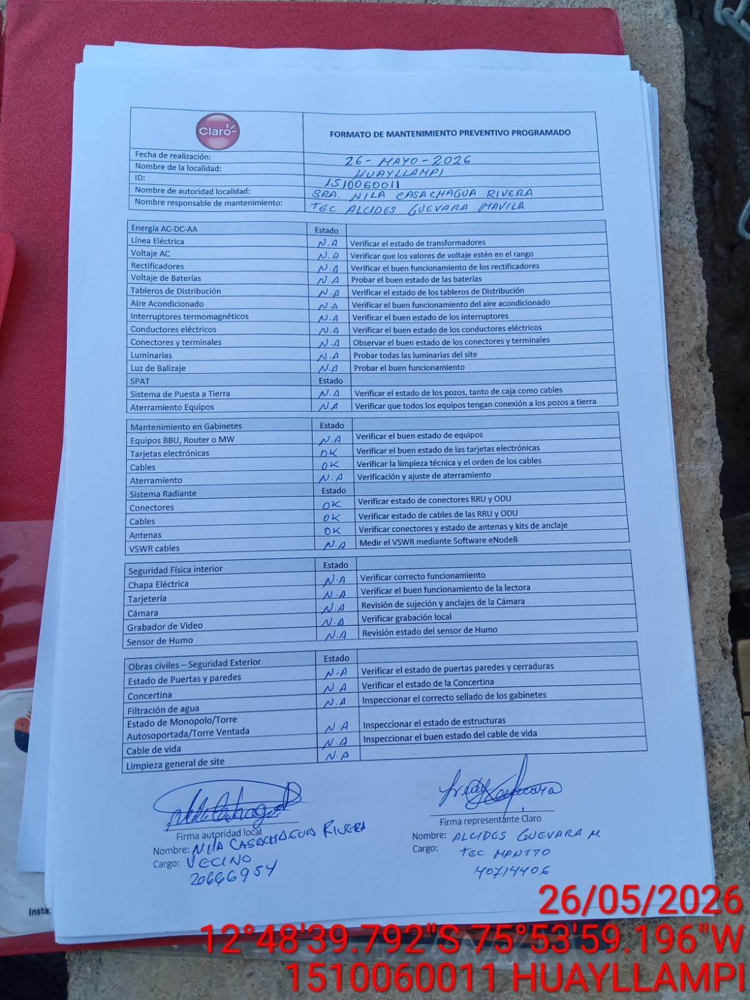 Claro
FORMATO DE MANTENIMIENTO PREVENTIVO PROGRAMADO
Fecha de realización: 26-MAYO-2026
Nombre de la localidad: HUAYLLAMPI
ID: 1510060011
Nombre de autoridad localidad: SRA. NILA CASACHAGUA RIVERA
Nombre responsable de mantenimiento: TEC. ALCIDES GUEVARA MAVILA
Energía AC-DC-AA Estado
Línea Eléctrica N.A Verificar el estado de transformadores
Voltaje AC N.A Verificar que los valores de voltaje estén en el rango
Rectificadores N.A Verificar el buen funcionamiento de los rectificadores
Voltaje de Baterías N.A Probar el buen estado de las baterías
Tableros de Distribución N.A Verificar el estado de los tableros de Distribución
Aire Acondicionado N.A Verificar el buen funcionamiento del aire acondicionado
Interruptores termomagnéticos N.A Verificar el buen estado de los interruptores
Conductores eléctricos N.A Verificar el buen estado de los conductores eléctricos
Conectores y terminales N.A Observar el buen estado de los conectores y terminales
Luminarias N.A Probar todas las luminarias del site
Luz de Balizaje N.A Probar el buen funcionamiento
SPAT Estado
Sistema de Puesta a Tierra N.A Verificar el estado de los pozos, tanto de caja como cables
Aterramiento Equipos N.A Verificar que todos los equipos tengan conexión a los pozos a tierra
Mantenimiento en Gabinetes Estado
Equipos BBU, Router o MW N.A Verificar el buen estado de equipos
Tarjetas electrónicas OK Verificar el buen estado de las tarjetas electrónicas
Cables OK Verificar la limpieza técnica y el orden de los cables
Aterramiento N.A Verificación y ajuste de aterramiento
Sistema Radiante Estado
Conectores OK Verificar estado de conectores RRU y ODU
Cables OK Verificar estado de cables de las RRU y ODU
Antenas OK Verificar conectores y estado de antenas y kits de anclaje
VSWR cables N.A Medir el VSWR mediante Software eNodeB
Seguridad Física interior Estado
Chapa Eléctrica N.A Verificar correcto funcionamiento
Tarjetería N.A Verificar el buen funcionamiento de la lectora
Cámara N.A Revisión de sujeción y anclajes de la Cámara
Grabador de Video N.A Verificar grabación local
Sensor de Humo N.A Revisión estado del sensor de Humo
Obras civiles – Seguridad Exterior Estado
Estado de Puertas y paredes N.A Verificar el estado de puertas paredes y cerraduras
Concertina N.A Verificar el estado de la Concertina
Filtración de agua N.A Inspeccionar el correcto sellado de los gabinetes
Estado de Monopolo/Torre
Autosoportada/Torre Ventada N.A Inspeccionar el estado de estructuras
Cable de vida N.A Inspeccionar el buen estado del cable de vida
Limpieza general de site N.A
Firma autoridad local Firma representante Claro
Nombre: NILA CASACHAGUA RIVERA Nombre: ALCIDES GUEVARA M.
Cargo: VECINO Cargo: TEC. MANTTO
20666954 40714406
Insta:
26/05/2026
12°48'39.792"S 75°53'59.196"W
1510060011 HUAYLLAMPI